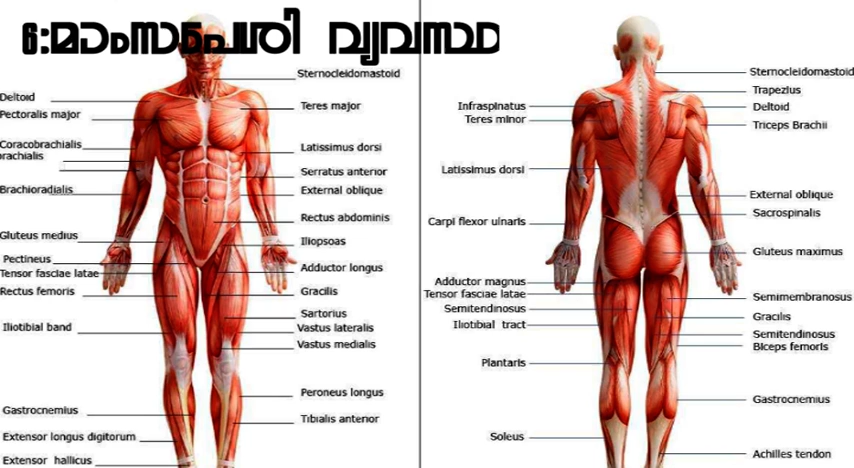 6:മാംസപേശി വ്യവസ്ഥ
Sternocleidomastoid
Deltoid
Teres major
Pectoralis major
Coracobrachialis
rachialis
Latissimus dorsi
Serratus anterior
Brachioradialis
External oblique
Rectus abdominis
Gluteus medius
Iliopsoas
Pectineus
Adductor longus
Tensor fasciae latae
Rectus femoris
Gracilis
Sartorius
Iliotibial band
Vastus lateralis
Vastus medialis
Peroneus longus
Gastrocnemius
Tibialis anterior
Extensor longus digitorum
Extensor hallicus
Sternocleidomastoid
Trapezius
Infraspinatus
Deltoid
Teres minor
Triceps Brachii
Latissimus dorsi
External oblique
Sacrospinalis
Carpi flexor ulnaris
Gluteus maximus
Adductor magnus
Tensor fasciae latae
Semimembranosus
Semitendinosus
Gracilis
Iliotibial tract
Semitendinosus
Biceps femoris
Plantaris
Gastrocnemius
Soleus
Achilles tendon